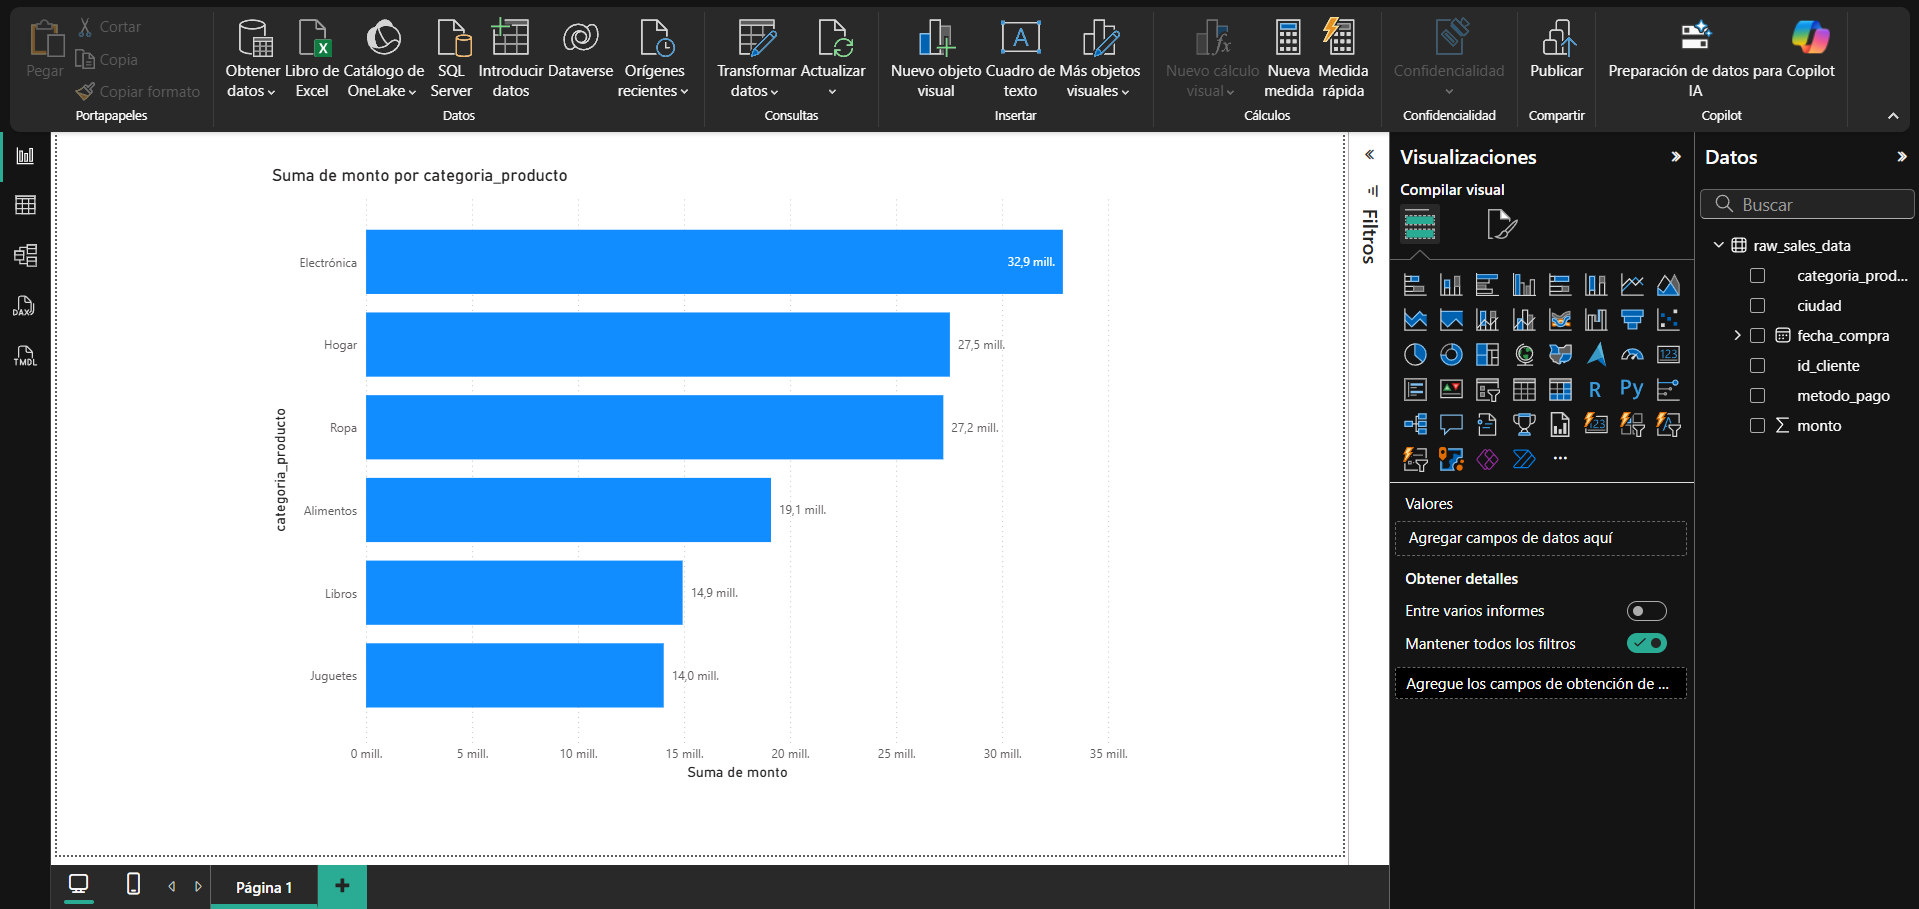 Pegar
Cortar
Copia
Copiar formato
Portapapeles
Obtener datos
Libro de Excel
Catálogo de OneLake
SQL Server
Introducir datos
Dataverse
Orígenes recientes
Datos
Transformar datos
Actualizar
Consultas
Nuevo objeto visual
Cuadro de texto
Más objetos visuales
Insertar
Nuevo cálculo visual
Nueva medida
Medida rápida
Cálculos
Confidencialidad
Confidencialidad
Publicar
Compartir
Preparación de datos para IA
Copilot
Copilot
DAX
TMDL
Suma de monto por categoria_producto
categoria_producto
Electrónica
32,9 mill.
Hogar
27,5 mill.
Ropa
27,2 mill.
Alimentos
19,1 mill.
Libros
14,9 mill.
Juguetes
14,0 mill.
0 mill.
5 mill.
10 mill.
15 mill.
20 mill.
25 mill.
30 mill.
35 mill.
Suma de monto
Filtros
Visualizaciones
Compilar visual
123
R
Py
123
Valores
Agregar campos de datos aquí
Obtener detalles
Entre varios informes
Mantener todos los filtros
Agregue los campos de obtención de ...
Datos
Buscar
raw_sales_data
categoria_prod...
ciudad
fecha_compra
id_cliente
metodo_pago
monto
Página 1